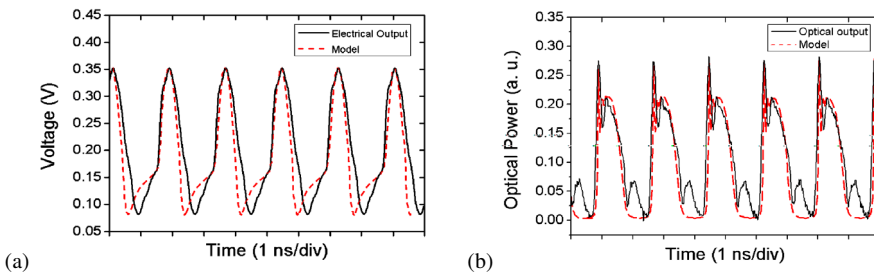 (a)
Voltage (V)
0.45
0.40
0.35
0.30
0.25
0.20
0.15
0.10
0.05
Electrical Output
Model
Time (1 ns/div)
(b)
Optical Power (a. u.)
0.35
0.30
0.25
0.20
0.15
0.10
0.05
0.00
Optical output
Model
Time (1 ns/div)